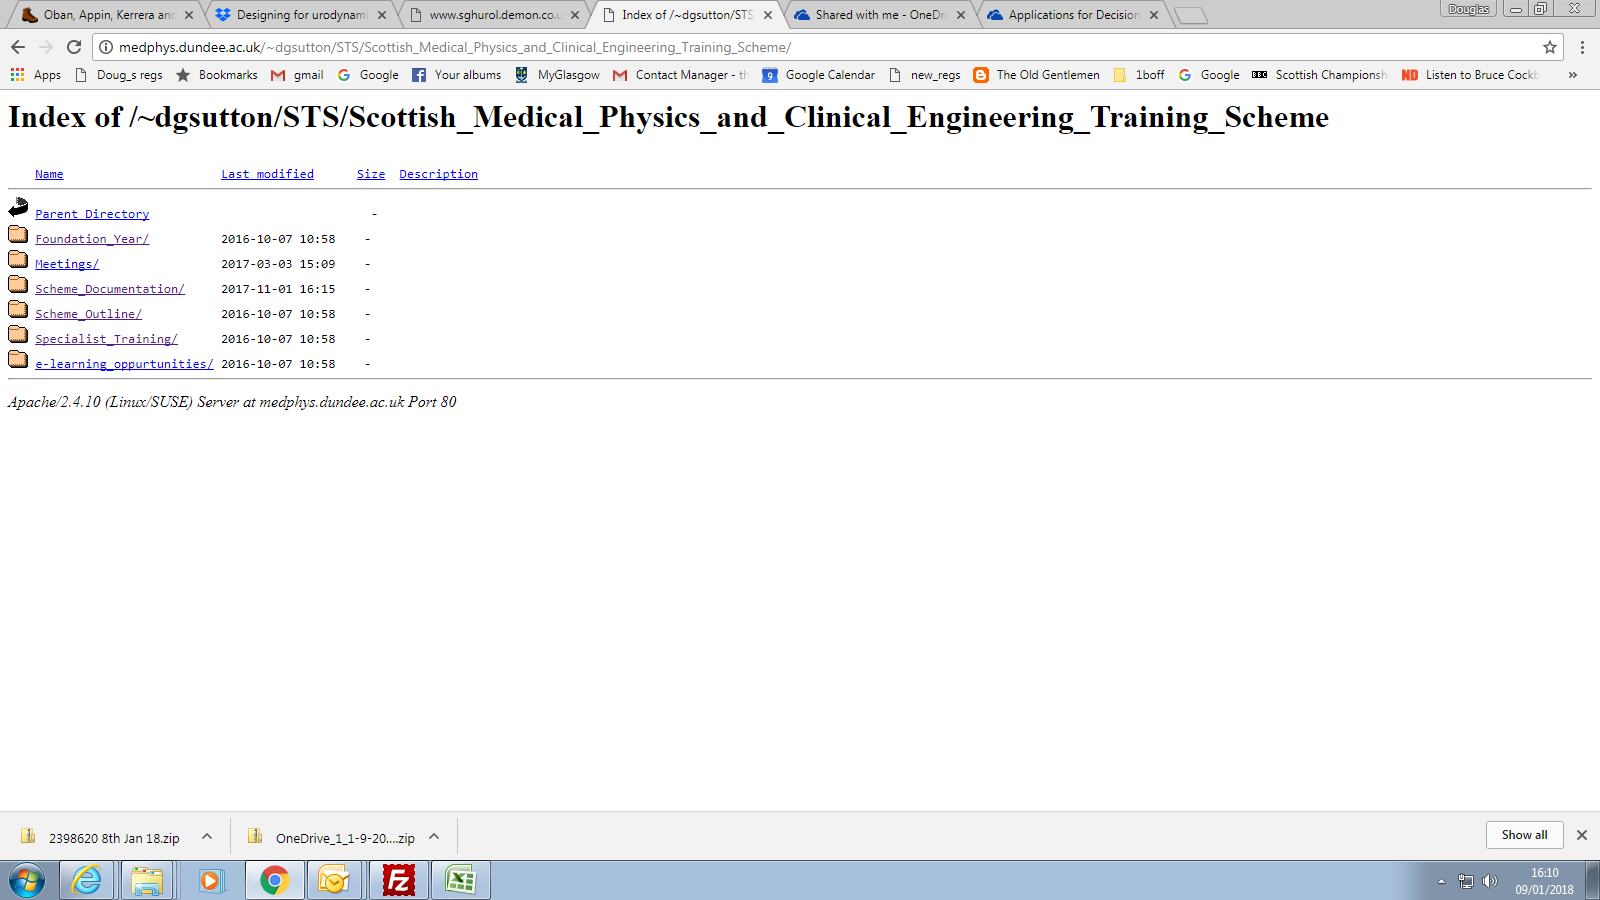 Oban, Appin, Kerrera and
Designing for urodynami
www.sghurol.demon.co.u
Index of /~dgsutton/STS
Shared with me - OneDri
Applications for Decision
Douglas
medphys.dundee.ac.uk/~dgsutton/STS/Scottish_Medical_Physics_and_Clinical_Engineering_Training_Scheme/
Apps Doug_s regs Bookmarks gmail Google Your albums MyGlasgow Contact Manager - th 9 Google Calendar new_regs The Old Gentlemen 1boff Google BBC Scottish Championsh ND Listen to Bruce Cockb »
Index of /~dgsutton/STS/Scottish_Medical_Physics_and_Clinical_Engineering_Training_Scheme
Name Last modified Size Description
Parent Directory -
Foundation_Year/ 2016-10-07 10:58 -
Meetings/ 2017-03-03 15:09 -
Scheme_Documentation/ 2017-11-01 16:15 -
Scheme_Outline/ 2016-10-07 10:58 -
Specialist_Training/ 2016-10-07 10:58 -
e-learning_oppurtunities/ 2016-10-07 10:58 -
Apache/2.4.10 (Linux/SUSE) Server at medphys.dundee.ac.uk Port 80
2398620 8th Jan 18.zip
OneDrive_1_1-9-20....zip
Show all
16:10
09/01/2018